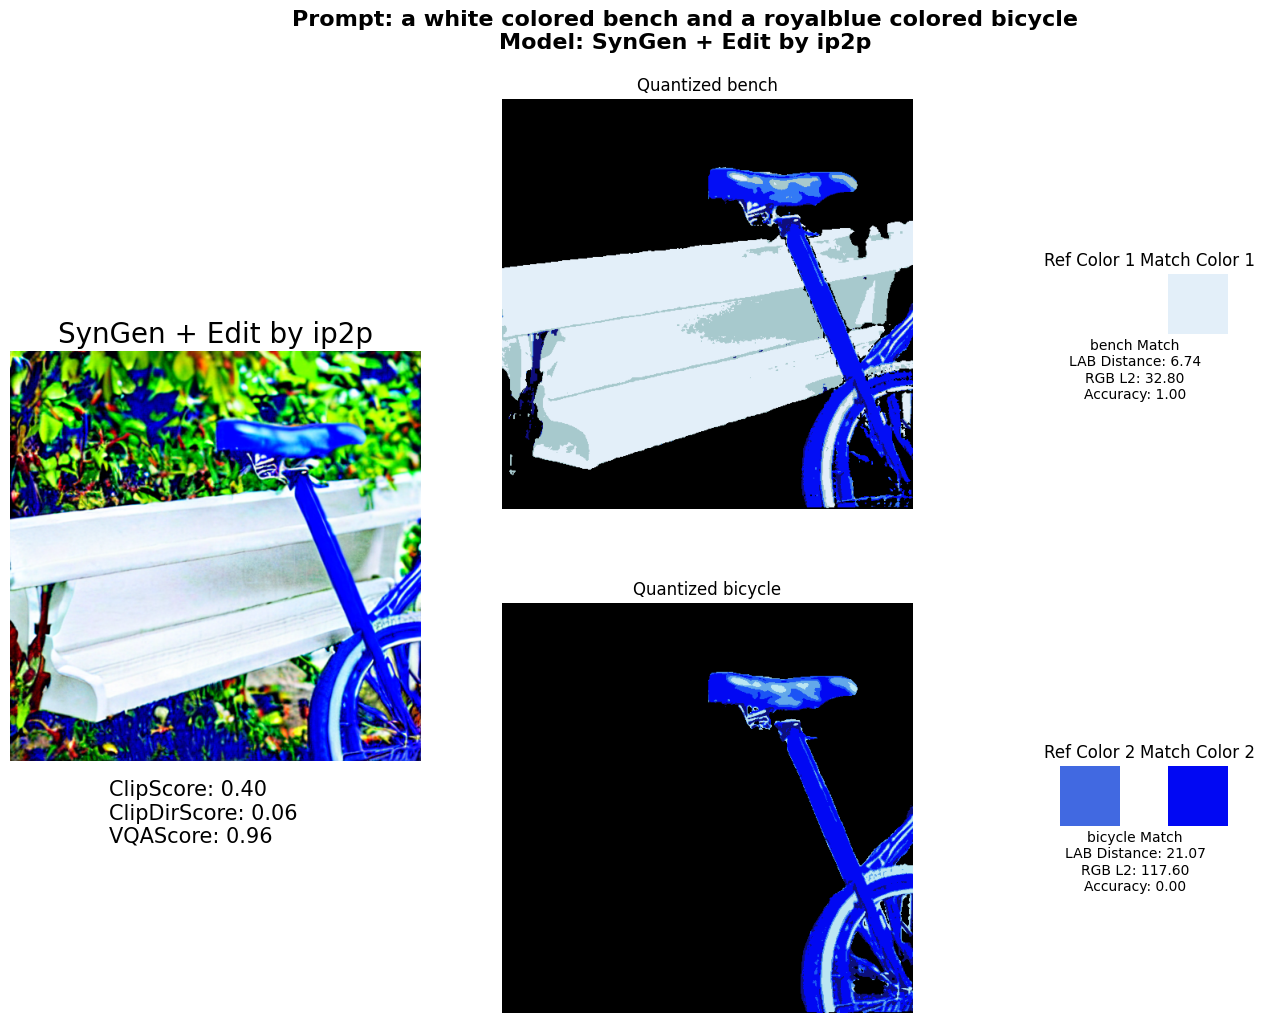 Prompt: a white colored bench and a royalblue colored bicycle
Model: SynGen + Edit by ip2p
Quantized bench
Ref Color 1 Match Color 1
bench Match
LAB Distance: 6.74
RGB L2: 32.80
Accuracy: 1.00
SynGen + Edit by ip2p
ClipScore: 0.40
ClipDirScore: 0.06
VQAScore: 0.96
Quantized bicycle
Ref Color 2 Match Color 2
bicycle Match
LAB Distance: 21.07
RGB L2: 117.60
Accuracy: 0.00